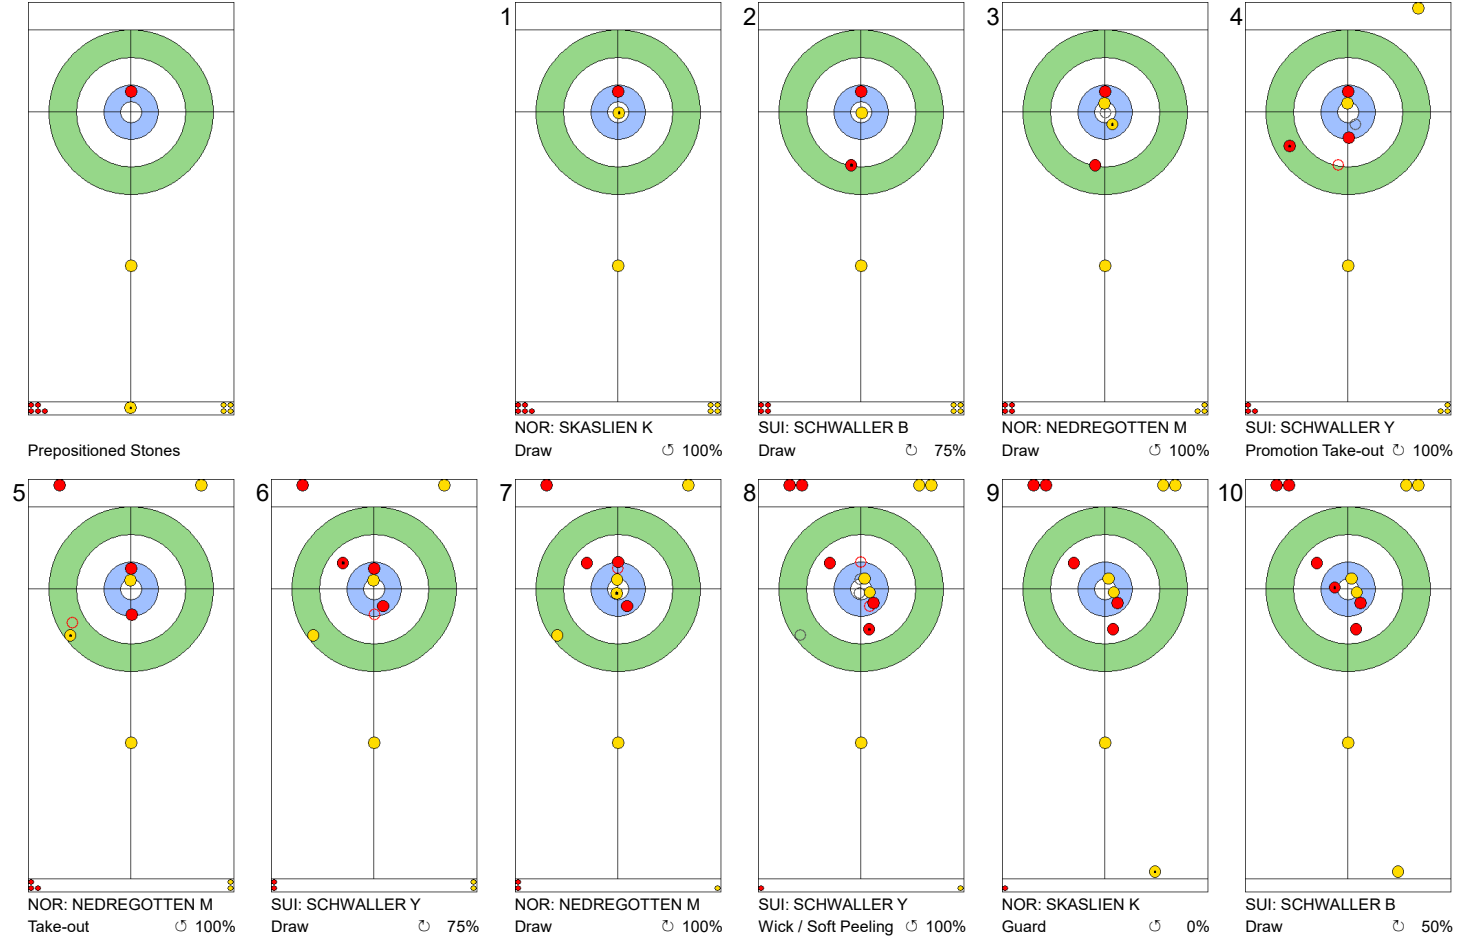 1
2
3
4
Prepositioned Stones
NOR: SKASLIEN K
Draw 100%
SUI: SCHWALLER B
Draw 75%
NOR: NEDREGOTTEN M
Draw 100%
SUI: SCHWALLER Y
Promotion Take-out 100%
5
6
7
8
9
10
NOR: NEDREGOTTEN M
Take-out 100%
SUI: SCHWALLER Y
Draw 75%
NOR: NEDREGOTTEN M
Draw 100%
SUI: SCHWALLER Y
Wick / Soft Peeling 100%
NOR: SKASLIEN K
Guard 0%
SUI: SCHWALLER B
Draw 50%